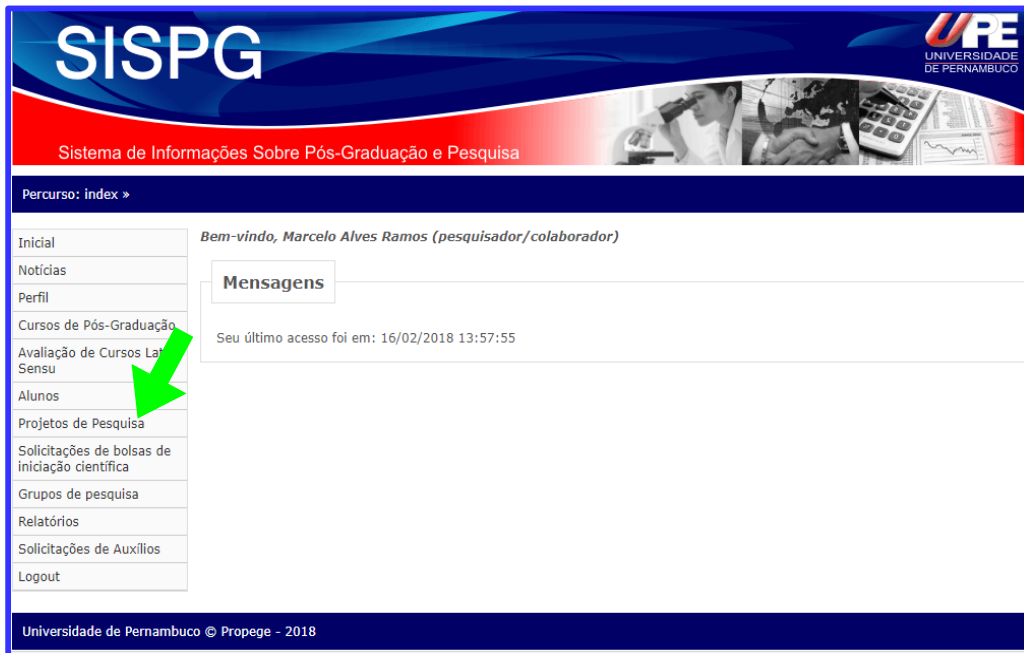 SISPG
UPE
UNIVERSIDADE
DE PERNAMBUCO
Sistema de Informações Sobre Pós-Graduação e Pesquisa
Percurso: index »
Inicial
Notícias
Perfil
Cursos de Pós-Graduação
Avaliação de Cursos Lat
Sensu
Alunos
Projetos de Pesquisa
Solicitações de bolsas de
iniciação científica
Grupos de pesquisa
Relatórios
Solicitações de Auxílios
Logout
Bem-vindo, Marcelo Alves Ramos (pesquisador/colaborador)
Mensagens
Seu último acesso foi em: 16/02/2018 13:57:55
Universidade de Pernambuco © Propege - 2018